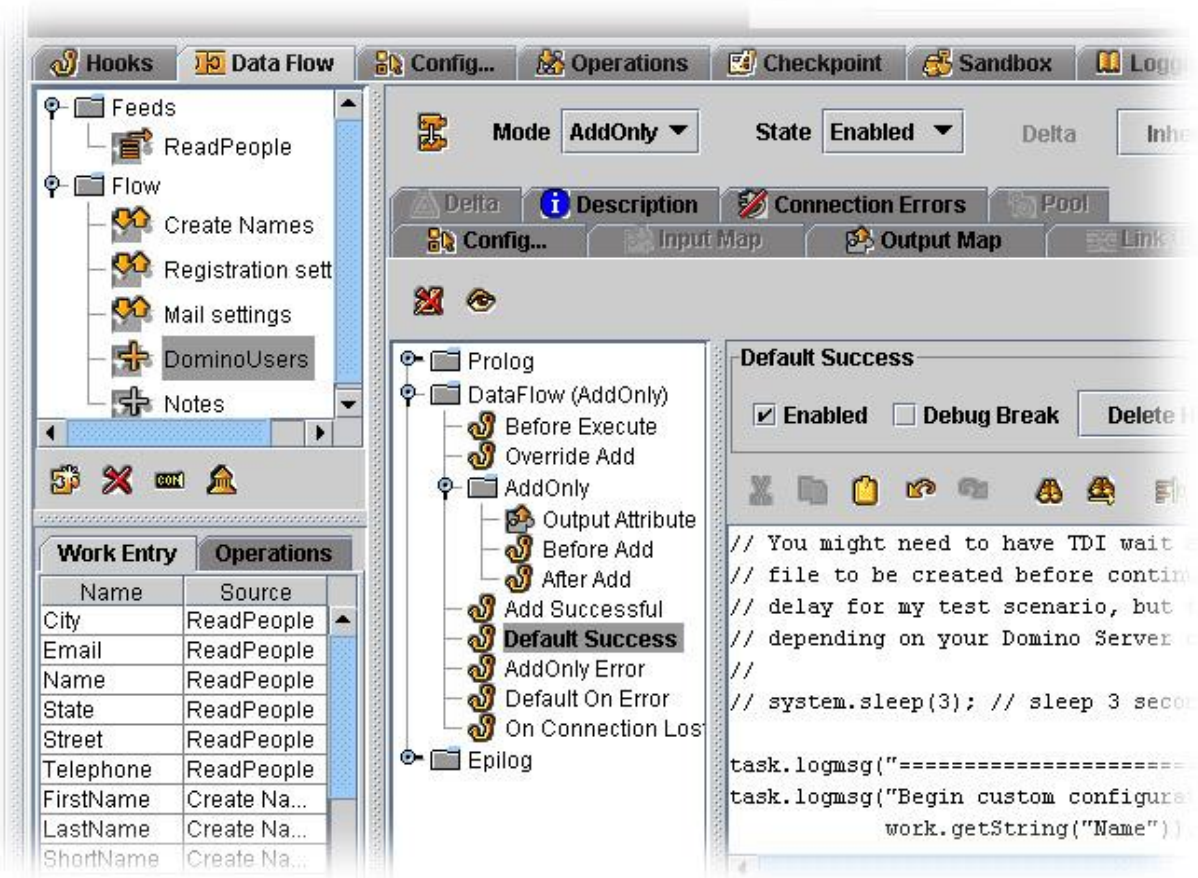 Hooks Data Flow Config... Operations Checkpoint Sandbox
Feeds
ReadPeople
Flow
Create Names
Registration sett
Mail settings
DominoUsers
Notes
Work Entry Operations
Name Source
City ReadPeople
Email ReadPeople
Name ReadPeople
State ReadPeople
Street ReadPeople
Telephone ReadPeople
FirstName Create Na...
LastName Create Na...
ShortName Create Na...
Mode AddOnly State Enabled Delta
Delta Description Connection Errors Pool
Config... Input Map Output Map Link
Prolog
DataFlow (AddOnly)
Before Execute
Override Add
AddOnly
Output Attribute
Before Add
After Add
Add Successful
Default Success
AddOnly Error
Default On Error
On Connection Los
Epilog
Default Success
Enabled Debug Break Delete
// You might need to have TDI wait
// file to be created before contin
// delay for my test scenario, but
// depending on your Domino Server
//
// system.sleep(3); // sleep 3 seco
task.logmsg("========================
task.logmsg("Begin custom configura
work.getString("Name"))